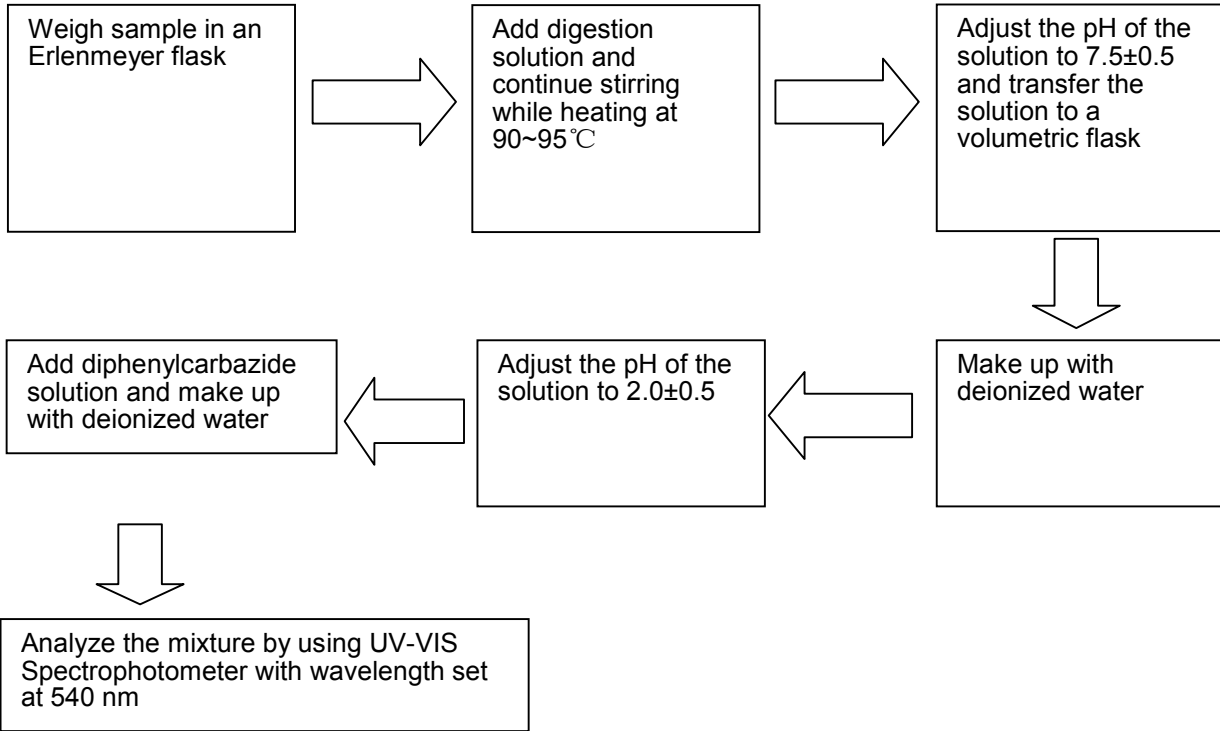 Weigh sample in an
Erlenmeyer flask
Add digestion
solution and
continue stirring
while heating at
90~95℃
Adjust the pH of the
solution to 7.5±0.5
and transfer the
solution to a
volumetric flask
Make up with
deionized water
Adjust the pH of the
solution to 2.0±0.5
Add diphenylcarbazide
solution and make up
with deionized water
Analyze the mixture by using UV-VIS
Spectrophotometer with wavelength set
at 540 nm